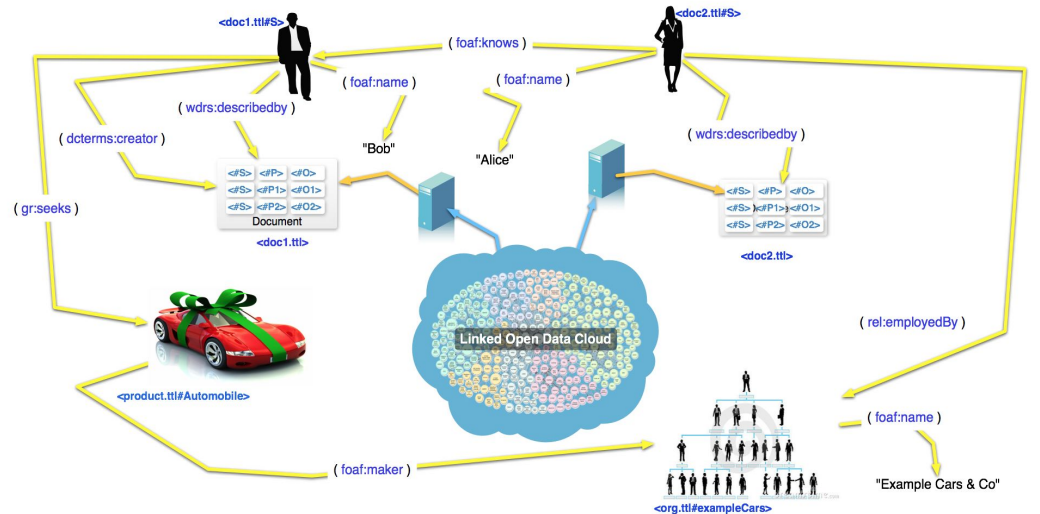 <doc1.ttl#S>
<doc2.ttl#S>
( foaf:knows )
( foaf:name )
( foaf:name )
( wdrs:describedby )
( dcterms:creator )
"Bob"
"Alice"
( wdrs:describedby )
<#S> <#P> <#O>
<#S> <#P1> <#O1>
<#S> <#P2> <#O2>
Document
<doc1.ttl>
<#S> <#P> <#O>
<#S> <#P1> <#O1>
<#S> <#P2> <#O2>
<doc2.ttl>
( gr:seeks )
Linked Open Data Cloud
( rel:employedBy )
<product.ttl#Automobile>
( foaf:name )
( foaf:maker )
"Example Cars & Co"
<org.ttl#exampleCars>